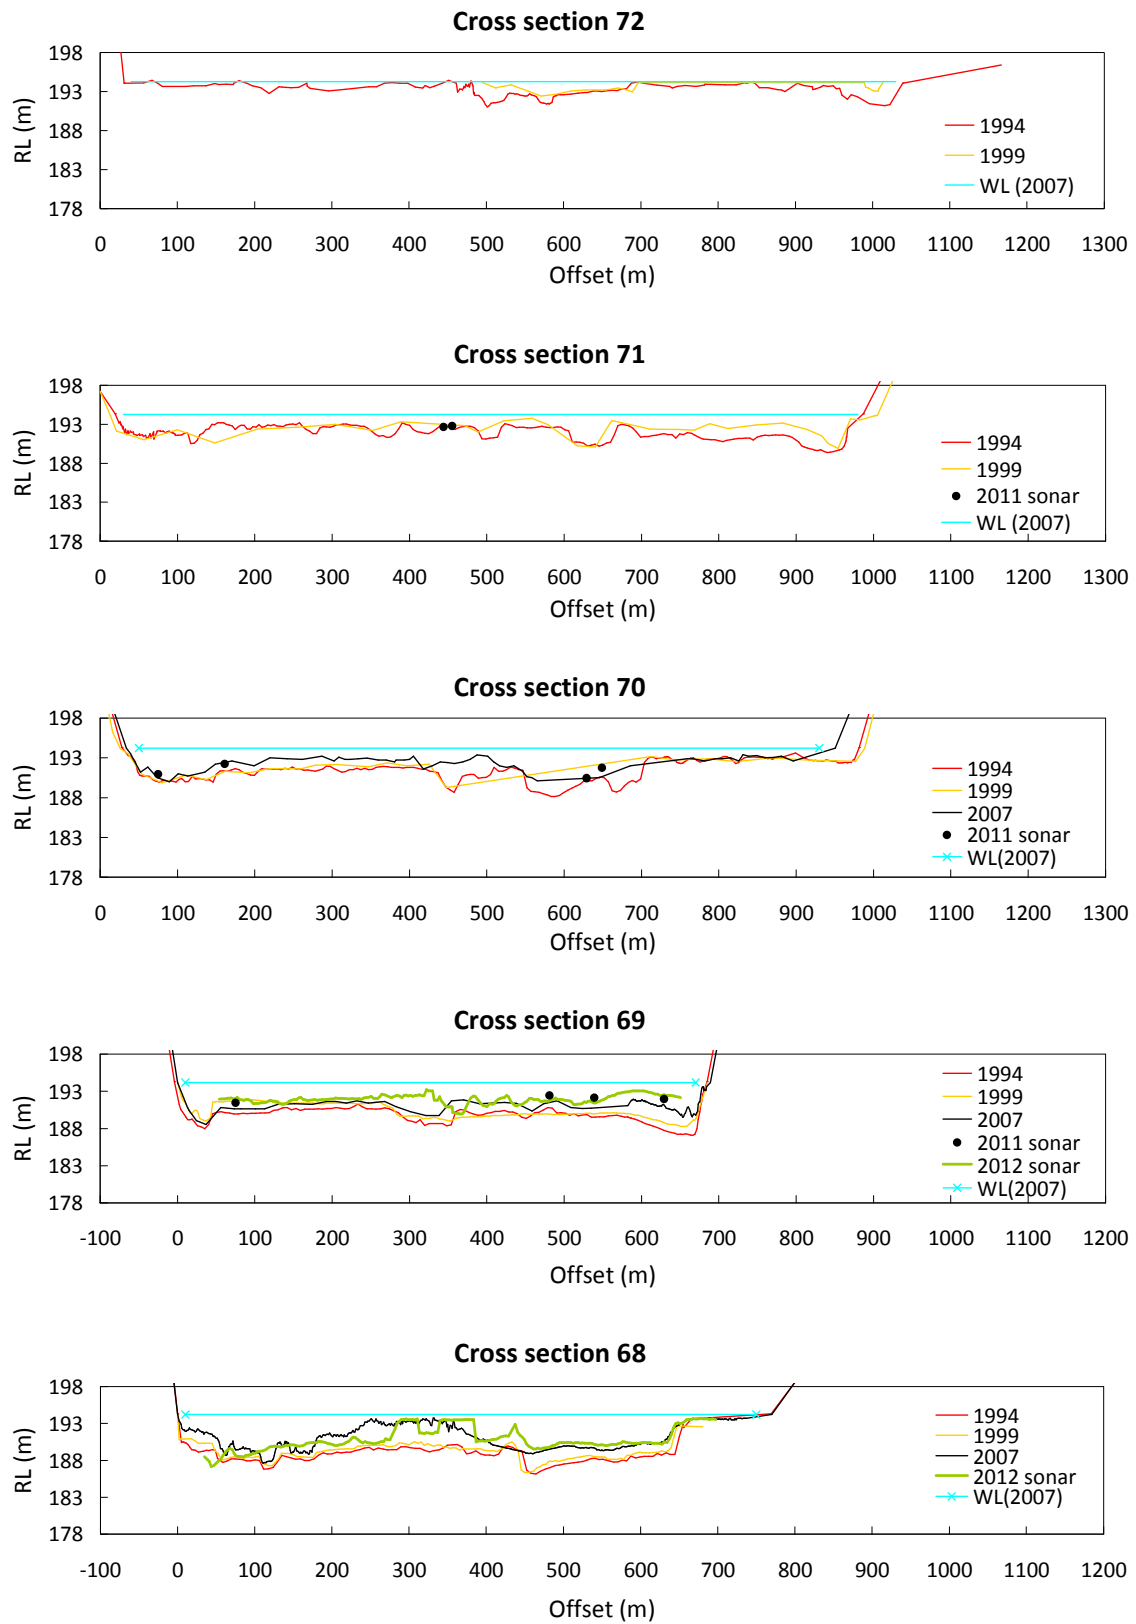 Cross section 72
198
193
188
183
178
RL (m)
1994
1999
WL (2007)
0 100 200 300 400 500 600 700 800 900 1000 1100 1200 1300
Offset (m)
Cross section 71
198
193
188
183
178
RL (m)
1994
1999
2011 sonar
WL (2007)
0 100 200 300 400 500 600 700 800 900 1000 1100 1200 1300
Offset (m)
Cross section 70
198
193
188
183
178
RL (m)
1994
1999
2007
2011 sonar
WL(2007)
0 100 200 300 400 500 600 700 800 900 1000 1100 1200 1300
Offset (m)
Cross section 69
198
193
188
183
178
RL (m)
1994
1999
2007
2011 sonar
2012 sonar
WL(2007)
-100 0 100 200 300 400 500 600 700 800 900 1000 1100 1200
Offset (m)
Cross section 68
198
193
188
183
178
RL (m)
1994
1999
2007
2012 sonar
WL(2007)
-100 0 100 200 300 400 500 600 700 800 900 1000 1100 1200
Offset (m)